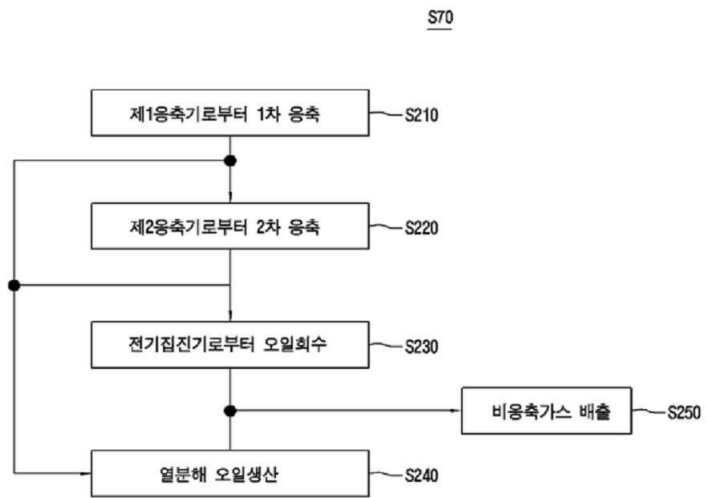 S70
제1응축기로부터 1차 응축
S210
제2응축기로부터 2차 응축
S220
전기집진기로부터 오일회수
S230
비응축가스 배출
S250
열분해 오일생산
S240